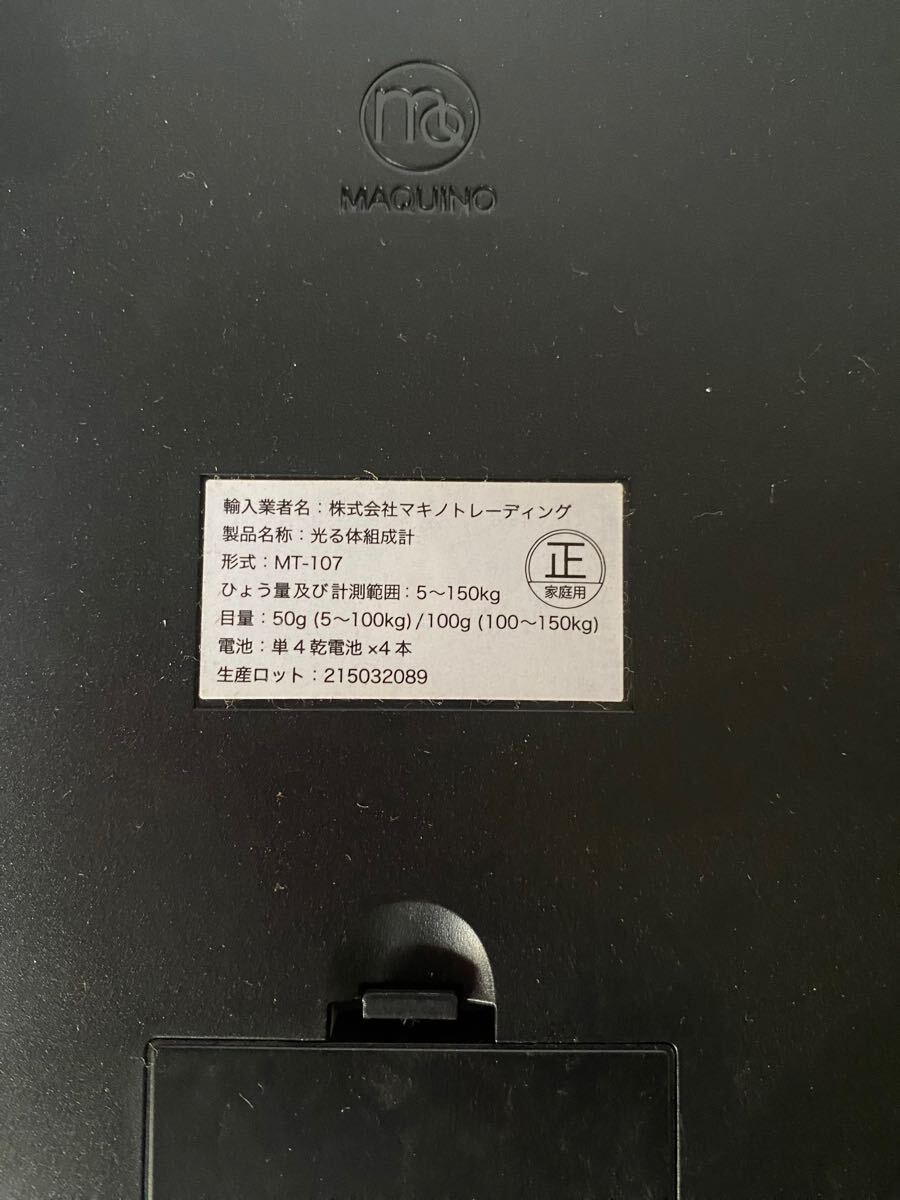 mq
MAQUINO
輸入業者名：株式会社マキノトレーディング
製品名称：光る体組成計
形式：MT-107
ひょう量及び計測範囲：5～150kg
目量：50g (5～100kg) /100g (100～150kg)
電池：単4乾電池 ×4本
生産ロット：215032089
正
家庭用